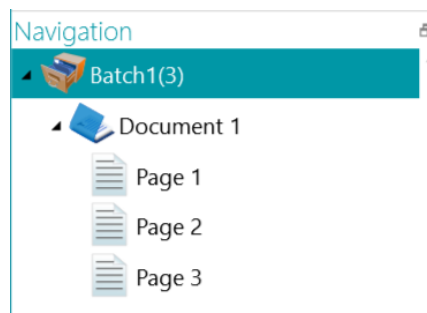 Navigation
Batch1(3)
Document 1
Page 1
Page 2
Page 3